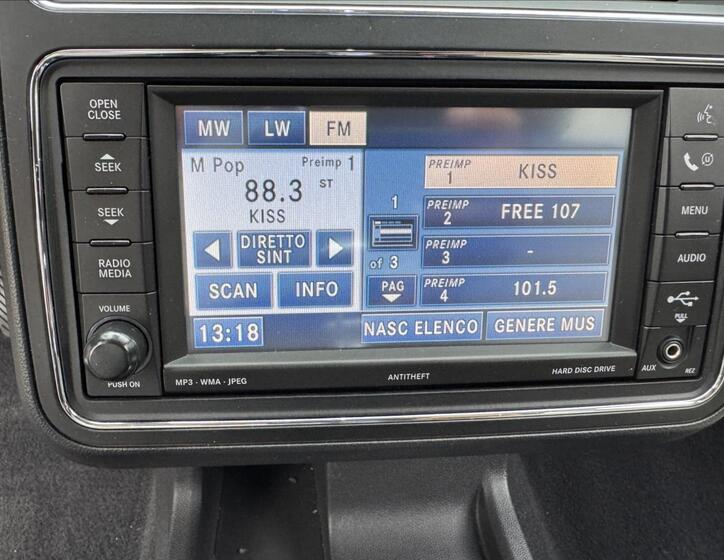 OPEN
CLOSE
SEEK
SEEK
RADIO
MEDIA
VOLUME
PUSH ON
MW
LW
FM
M Pop
Preimp 1
88.3
ST
KISS
DIRETTO
SINT
SCAN
INFO
13:18
1
of 3
PAG
PREIMP
1
KISS
PREIMP
2
FREE 107
PREIMP
3
-
PREIMP
4
101.5
NASC ELENCO
GENERE MUS
MP3 · WMA · JPEG
ANTITHEFT
HARD DISC DRIVE
MENU
AUDIO
PULL
AUX
REZ